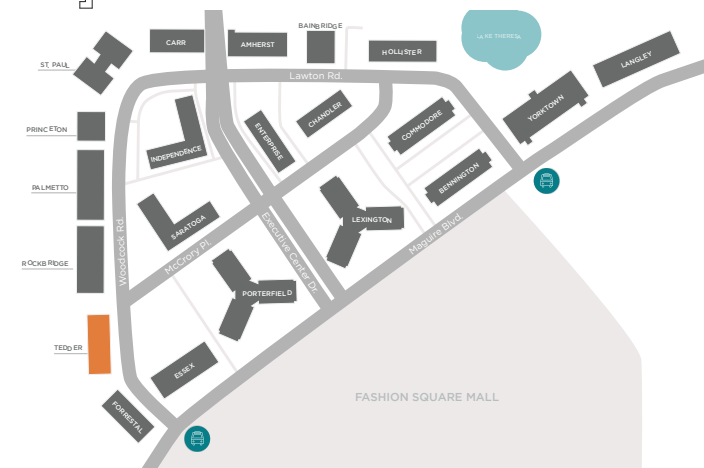 BAINBRIDGE
CARR
AMHERST
HOLLISTER
LAKE THERESA
LANGLEY
ST. PAUL
Lawton Rd.
YORKTOWN
CHANDLER
COMMODORE
PRINCETON
ENTERPRISE
INDEPENDENCE
BENNINGTON
PALMETTO
SARATOGA
LEXINGTON
Maguire Blvd.
Woodcock Rd.
McCrory Pl.
Executive Center Dr.
ROCKBRIDGE
PORTERFIELD
TEDDER
ESSEX
FORRESTAL
FASHION SQUARE MALL